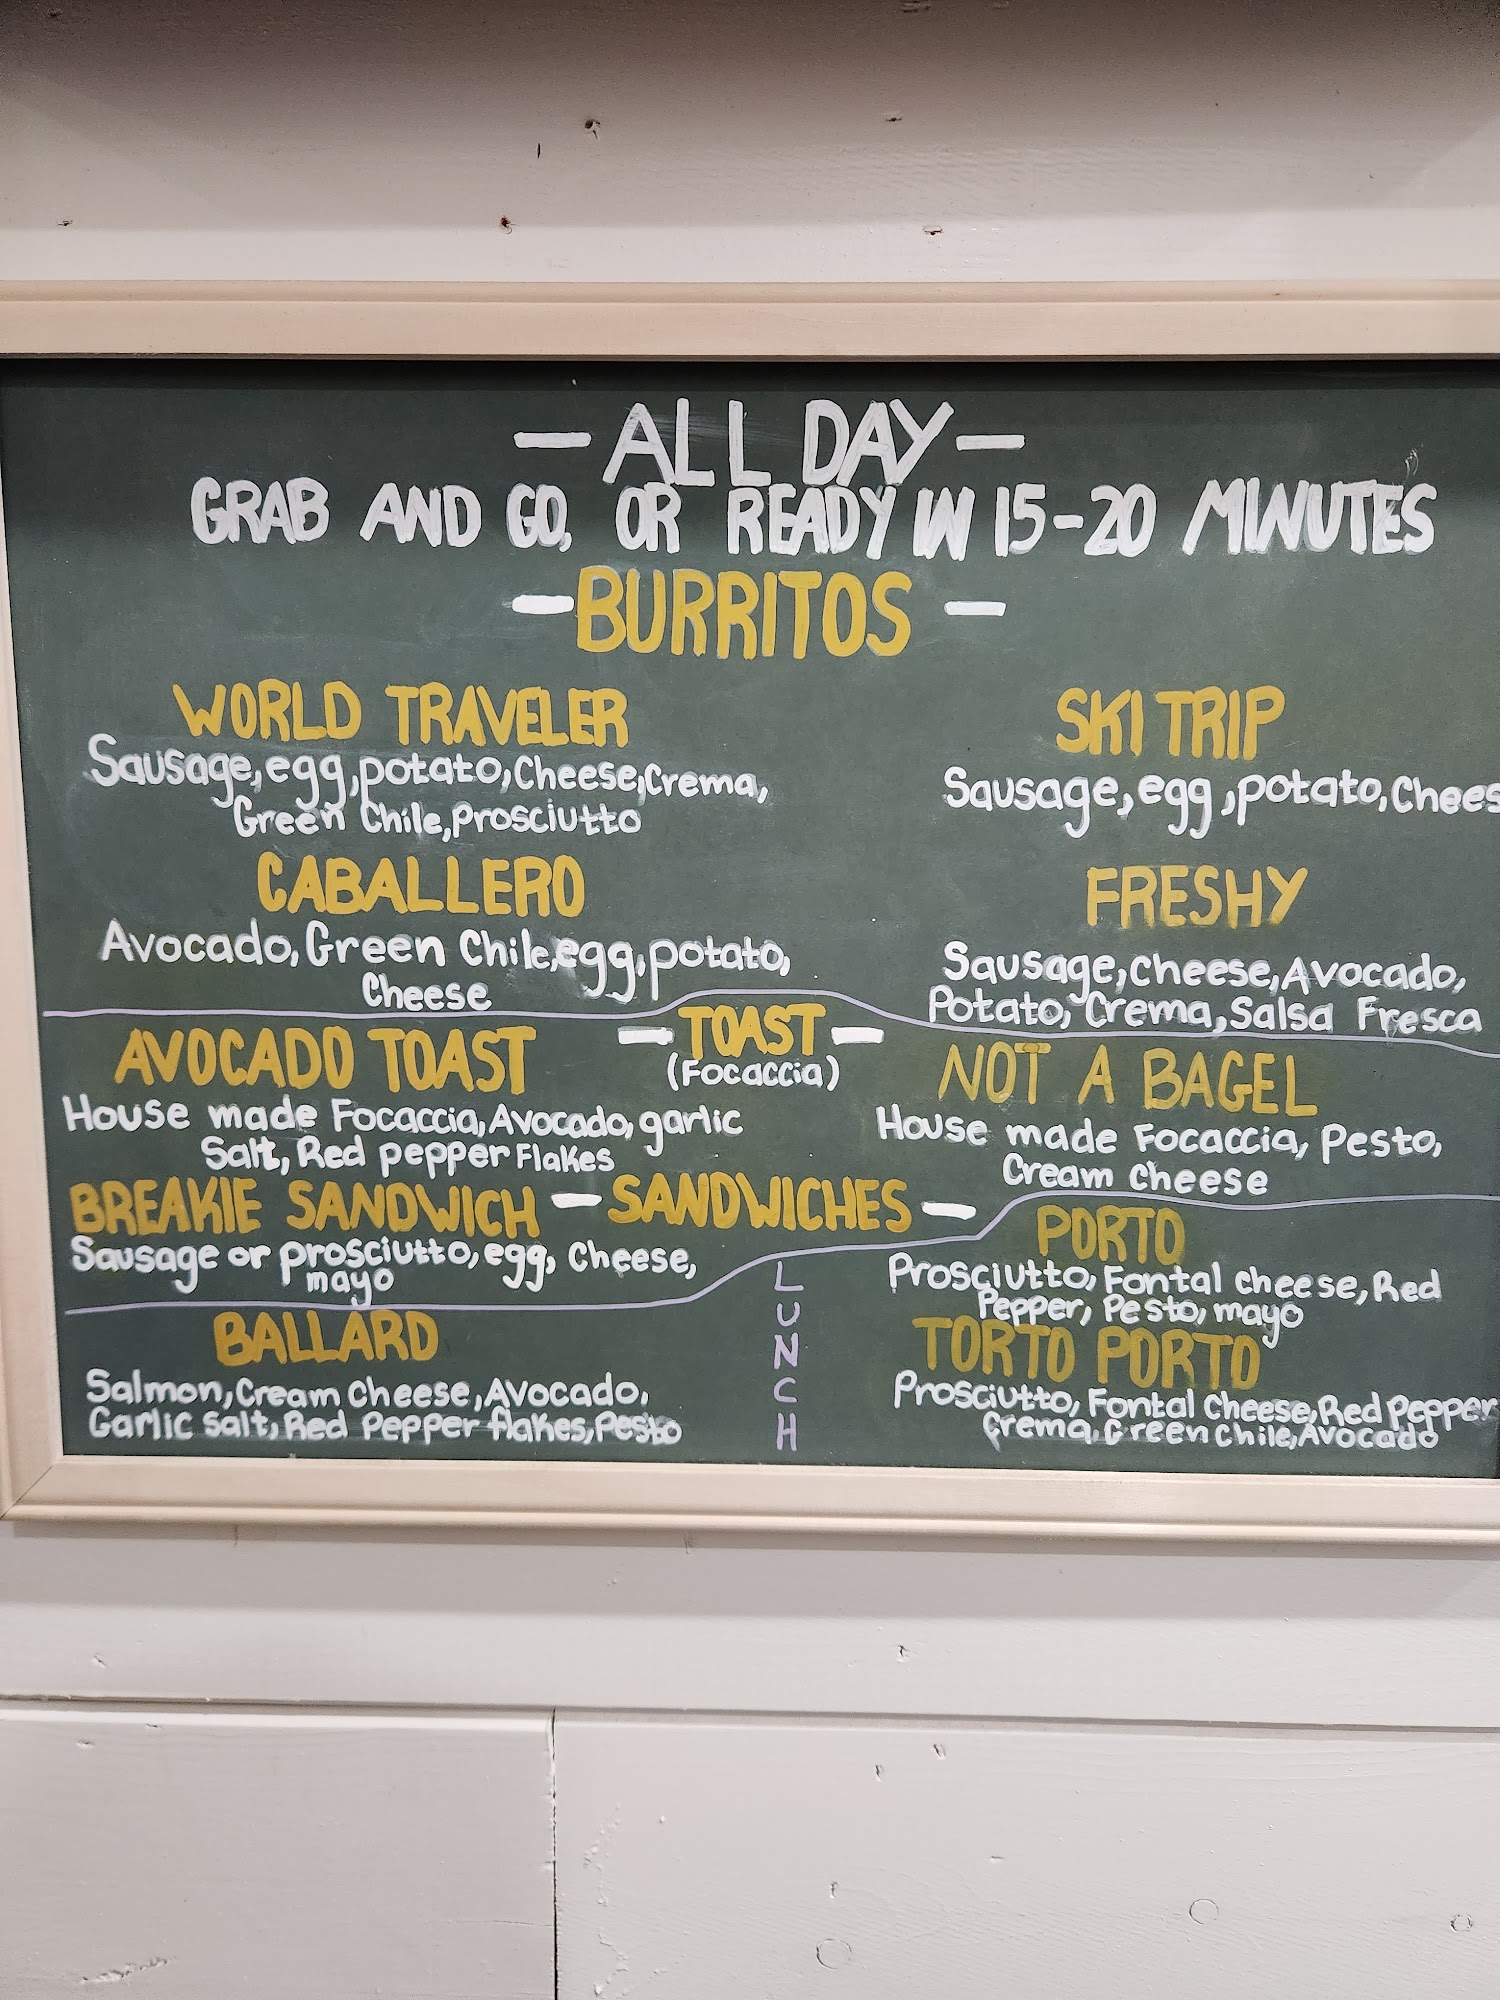 — ALL DAY —
GRAB AND GO, OR READY IN 15-20 MINUTES
— BURRITOS —
WORLD TRAVELER
Sausage, egg, potato, Cheese, Crema,
Green Chile, Prosciutto
SKI TRIP
Sausage, egg, potato, Chees
CABALLERO
Avocado, Green Chile, egg, potato,
Cheese
FRESHY
Sausage, Cheese, Avocado,
Potato, Crema, Salsa Fresca
— TOAST —
(Focaccia)
AVOCADO TOAST
House made Focaccia, Avocado, garlic
Salt, Red pepper Flakes
NOT A BAGEL
House made Focaccia, Pesto,
Cream Cheese
— SANDWICHES —
BREAKIE SANDWICH
Sausage or prosciutto, egg, Cheese,
mayo
LUNCH
PORTO
Prosciutto, Fontal cheese, Red
Pepper, Pesto, mayo
BALLARD
Salmon, Cream Cheese, Avocado,
Garlic salt, Red Pepper flakes, Pesto
TORTO PORTO
Prosciutto, Fontal Cheese, Red Pepper
Crema, Green Chile, Avocado